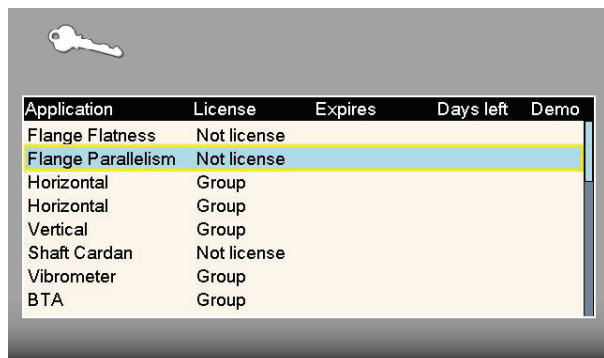 Application License Expires Days left Demo
Flange Flatness Not license
Flange Parallelism Not license
Horizontal Group
Horizontal Group
Vertical Group
Shaft Cardan Not license
Vibrometer Group
BTA Group